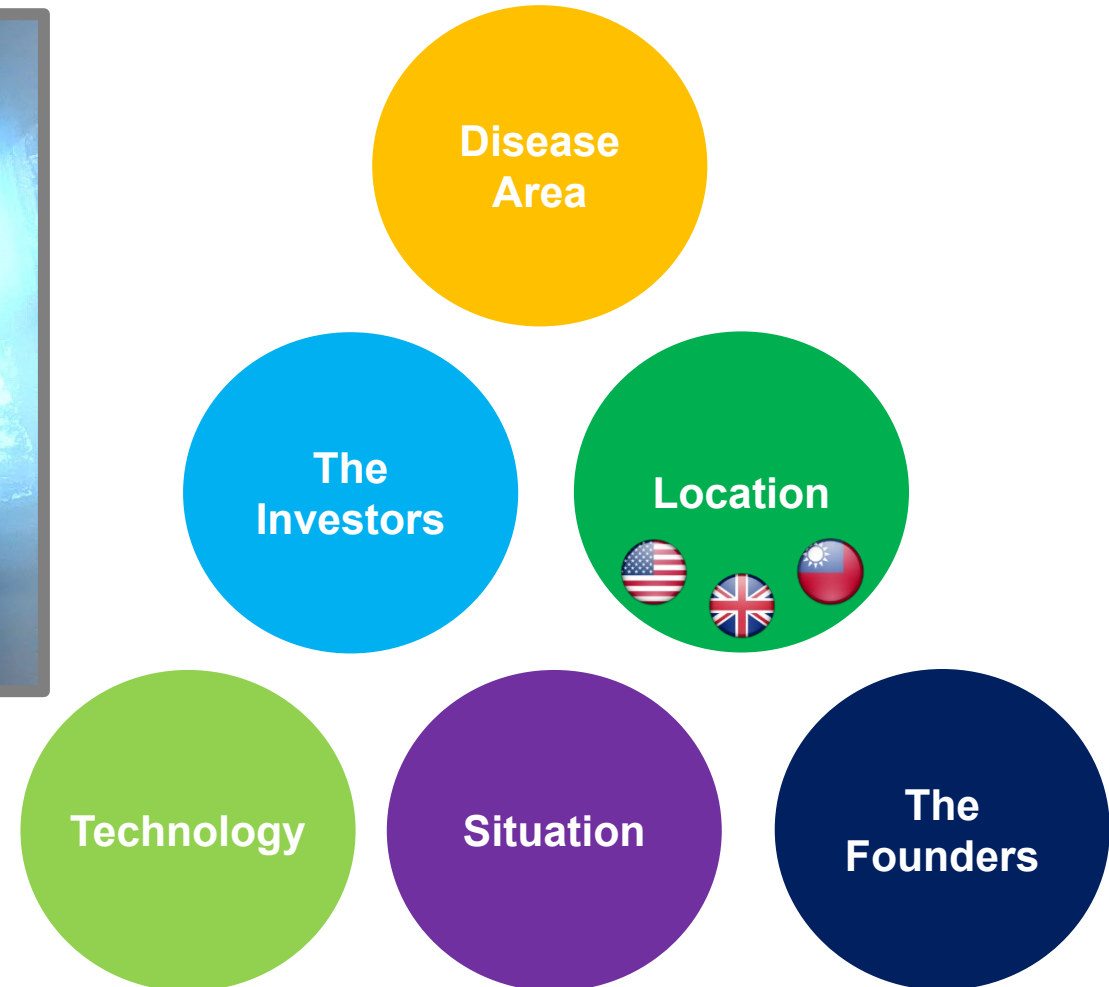 Disease
Area
The
Investors
Location
Technology
Situation
The
Founders